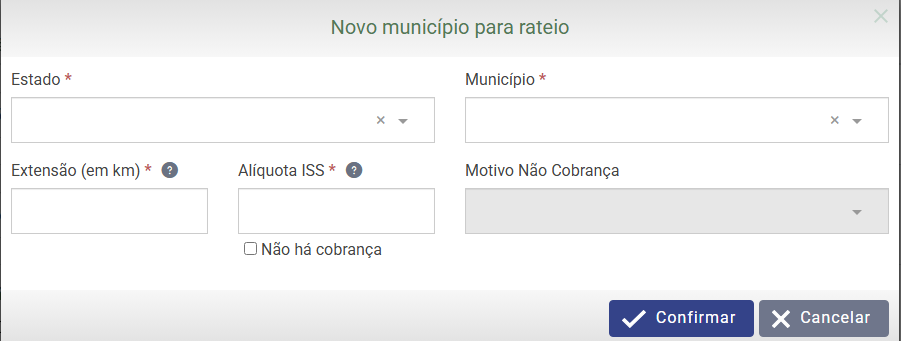 Novo município para rateio
Estado *
Município *
Extensão (em km) * ?
Alíquota ISS * ?
Motivo Não Cobrança
Não há cobrança
Confirmar
Cancelar